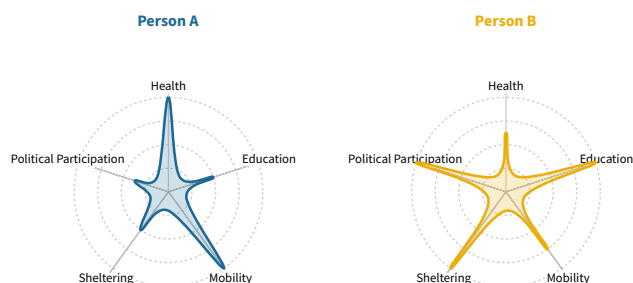 Person A
Person B
Health
Health
Political Participation
Education
Political Participation
Education
Sheltering
Mobility
Sheltering
Mobility